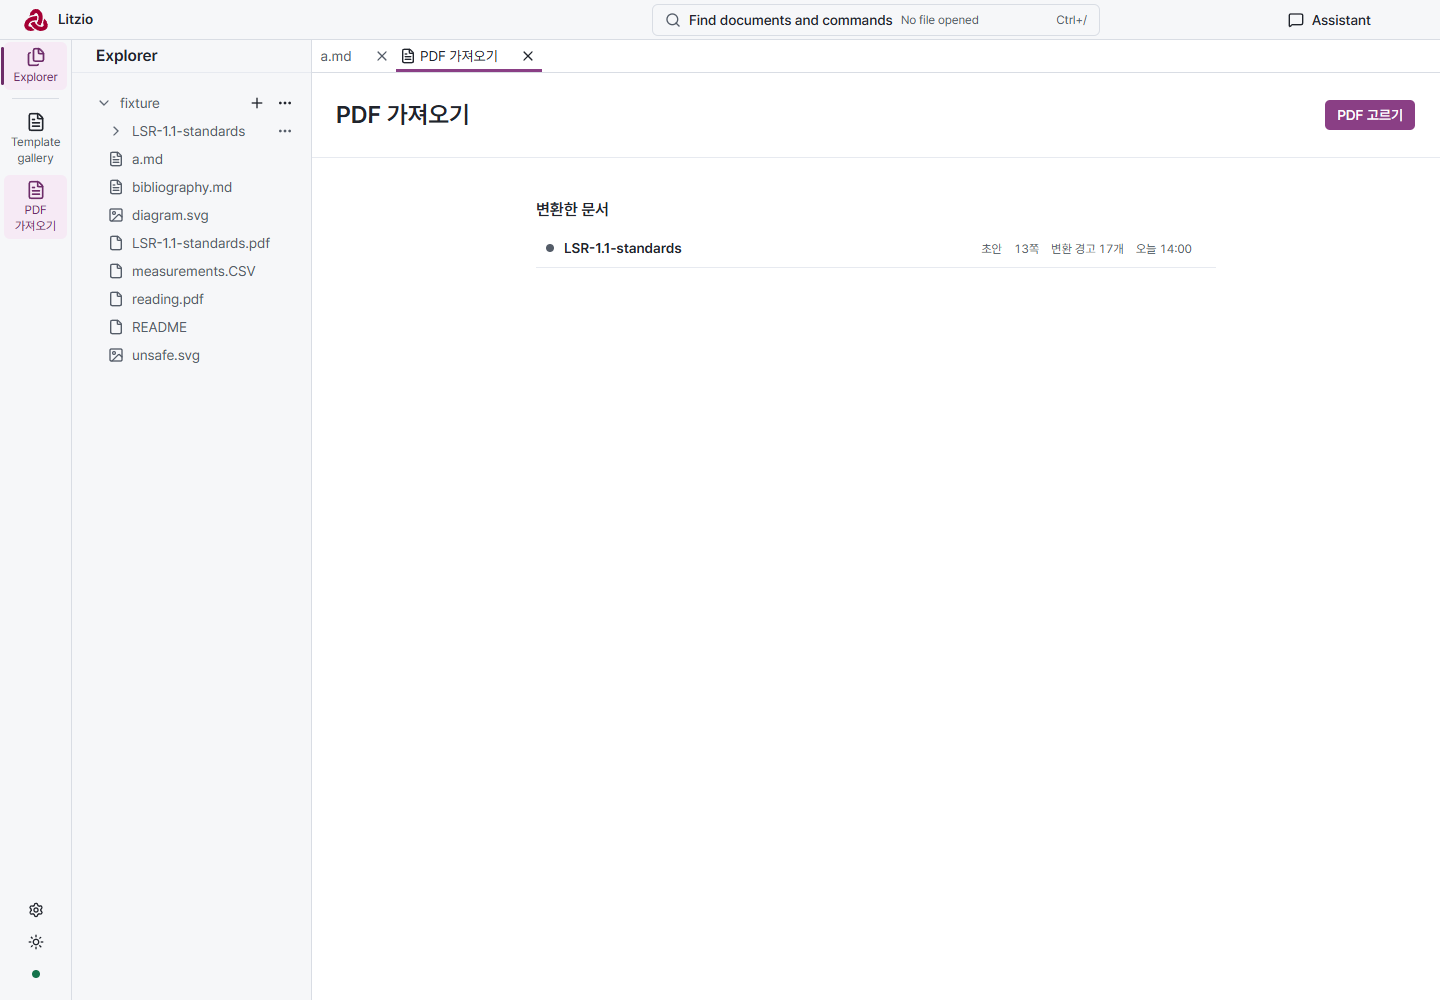 Litzio
Find documents and commands No file opened Ctrl+/
Assistant
Explorer
Template
gallery
PDF
가져오기
Explorer
fixture
LSR-1.1-standards
a.md
bibliography.md
diagram.svg
LSR-1.1-standards.pdf
measurements.CSV
reading.pdf
README
unsafe.svg
a.md
PDF 가져오기
PDF 가져오기
PDF 고르기
변환한 문서
LSR-1.1-standards 초안 13쪽 변환 경고 17개 오늘 14:00